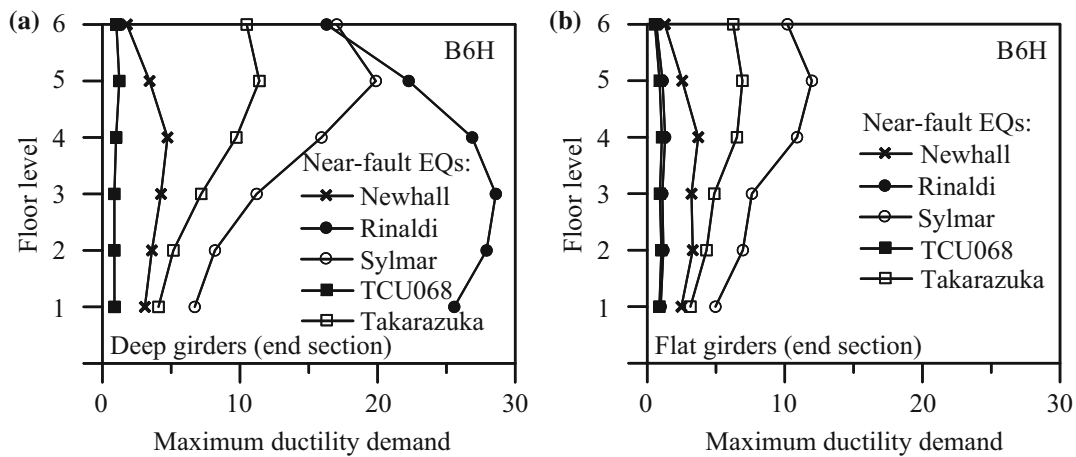 (a)
B6H
Floor level
6
5
4
3
2
1
Near-fault EQs:
Newhall
Rinaldi
Sylmar
TCU068
Takarazuka
Deep girders (end section)
0 10 20 30
Maximum ductility demand
(b)
B6H
Floor level
6
5
4
3
2
1
Near-fault EQs:
Newhall
Rinaldi
Sylmar
TCU068
Takarazuka
Flat girders (end section)
0 10 20 30
Maximum ductility demand